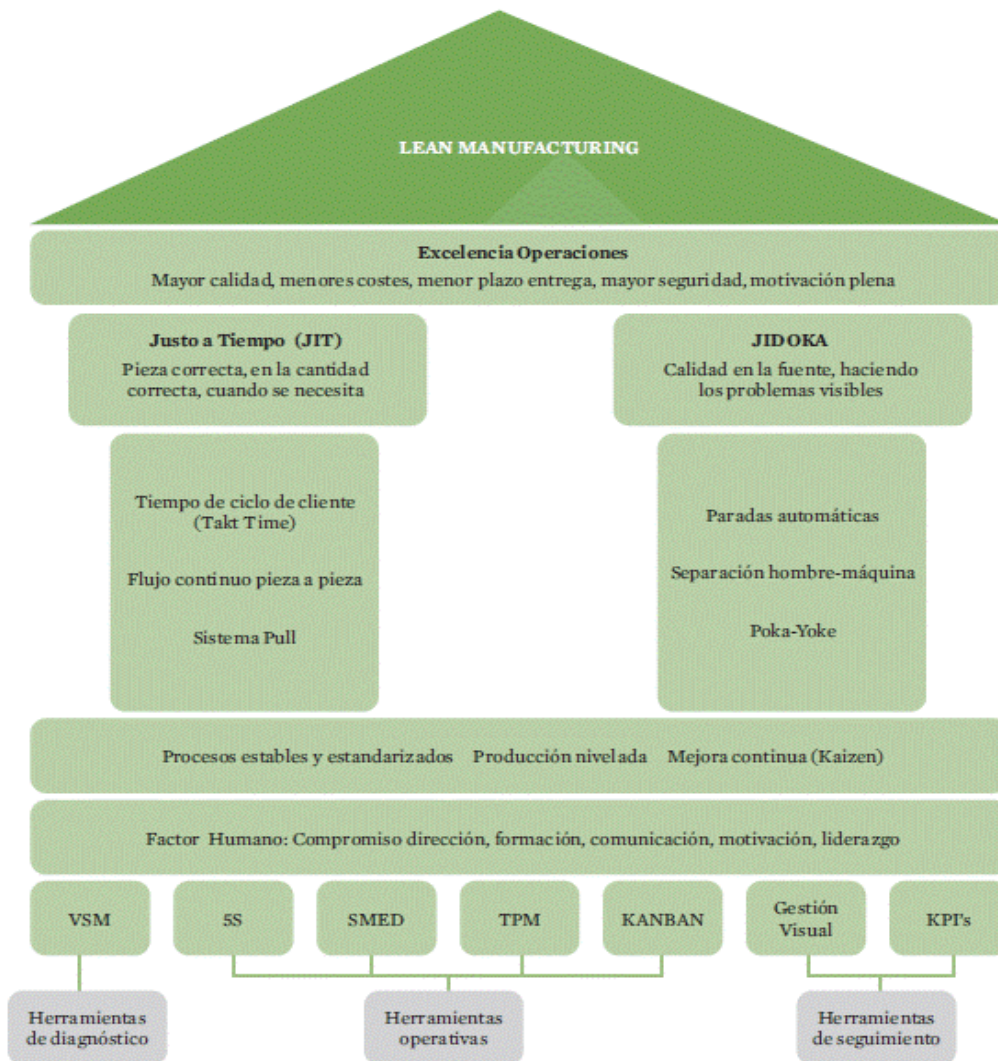 LEAN MANUFACTURING
Excelencia Operaciones
Mayor calidad, menores costes, menor plazo entrega, mayor seguridad, motivación plena
Justo a Tiempo (JIT)
Pieza correcta, en la cantidad
correcta, cuando se necesita
JIDOKA
Calidad en la fuente, haciendo
los problemas visibles
Tiempo de ciclo de cliente
(Takt Time)
Flujo continuo pieza a pieza
Sistema Pull
Paradas automáticas
Separación hombre-máquina
Poka-Yoke
Procesos estables y estandarizados Producción nivelada Mejora continua (Kaizen)
Factor Humano: Compromiso dirección, formación, comunicación, motivación, liderazgo
VSM
5S
SMED
TPM
KANBAN
Gestión
Visual
KPI's
Herramientas
de diagnóstico
Herramientas
operativas
Herramientas
de seguimiento